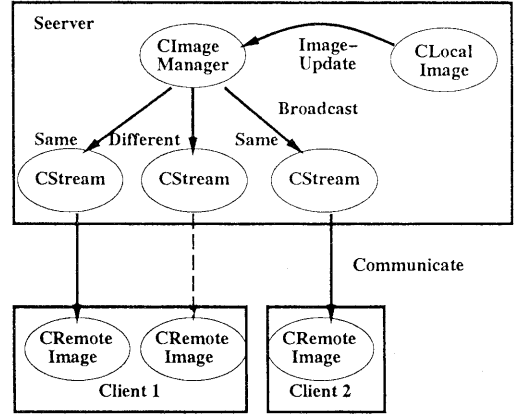 Seerver
CImage
Manager
Image-
Update
CLocal
Image
Broadcast
Same
Different
Same
CStream
CStream
CStream
Communicate
CRemote
Image
CRemote
Image
CRemote
Image
Client 1
Client 2